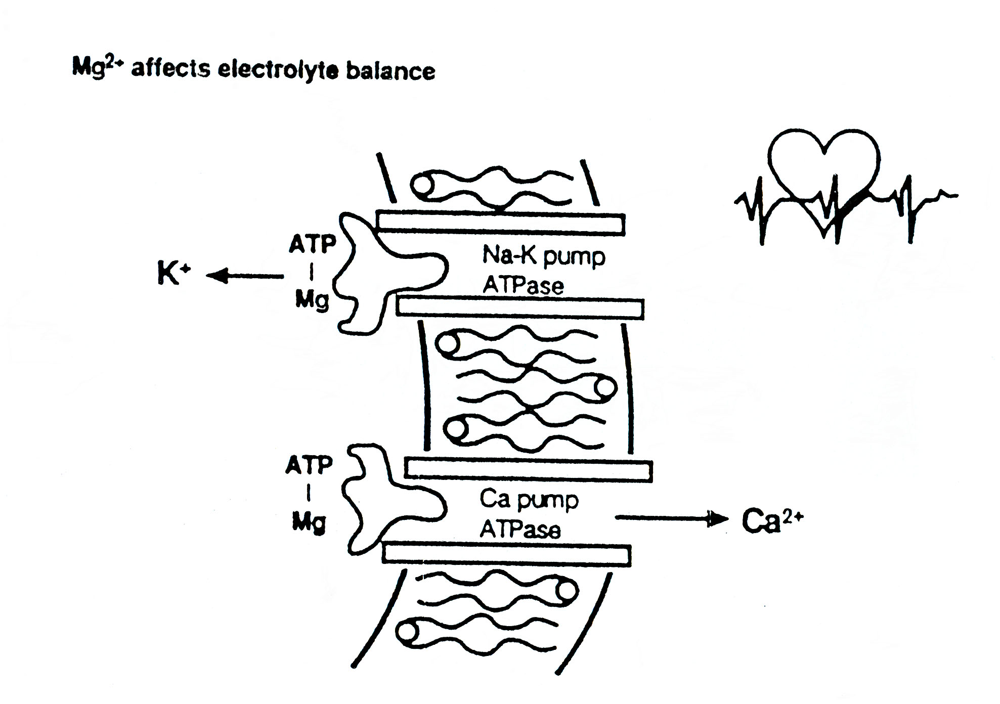 Mg²⁺ affects electrolyte balance
ATP
|
Mg
K⁺
Na-K pump
ATPase
ATP
|
Mg
Ca pump
ATPase
Ca²⁺